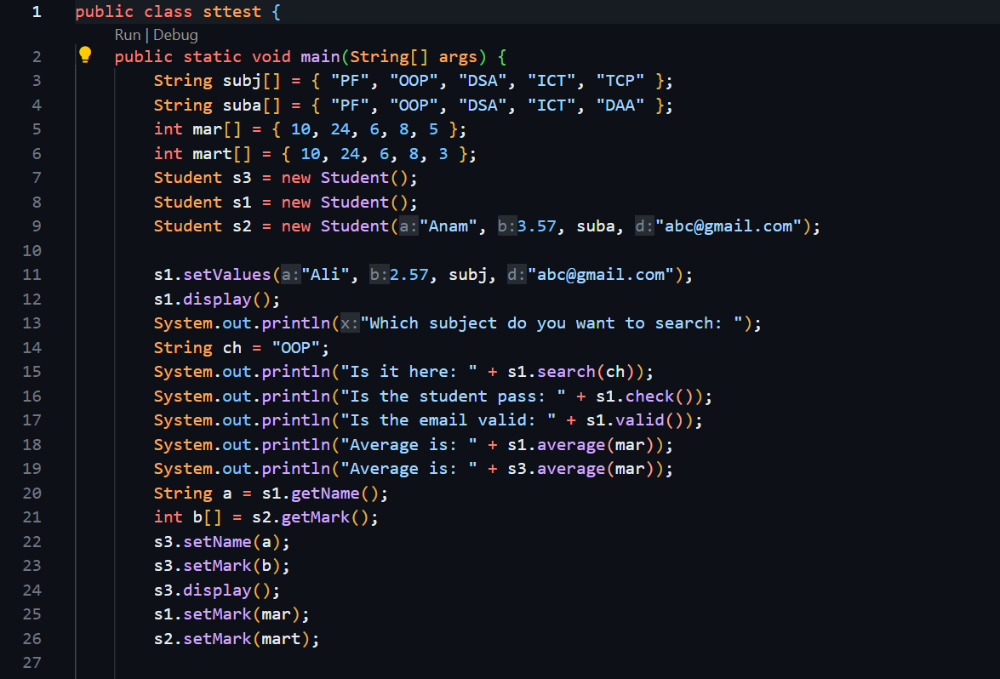 1 public class sttest {
Run | Debug
2 public static void main(String[] args) {
3 String subj[] = { "PF", "OOP", "DSA", "ICT", "TCP" };
4 String suba[] = { "PF", "OOP", "DSA", "ICT", "DAA" };
5 int mar[] = { 10, 24, 6, 8, 5 };
6 int mart[] = { 10, 24, 6, 8, 3 };
7 Student s3 = new Student();
8 Student s1 = new Student();
9 Student s2 = new Student(a:"Anam", b:3.57, suba, d:"abc@gmail.com");
10
11 s1.setValues(a:"Ali", b:2.57, subj, d:"abc@gmail.com");
12 s1.display();
13 System.out.println(x:"Which subject do you want to search: ");
14 String ch = "OOP";
15 System.out.println("Is it here: " + s1.search(ch));
16 System.out.println("Is the student pass: " + s1.check());
17 System.out.println("Is the email valid: " + s1.valid());
18 System.out.println("Average is: " + s1.average(mar));
19 System.out.println("Average is: " + s3.average(mar));
20 String a = s1.getName();
21 int b[] = s2.getMark();
22 s3.setName(a);
23 s3.setMark(b);
24 s3.display();
25 s1.setMark(mar);
26 s2.setMark(mart);
27